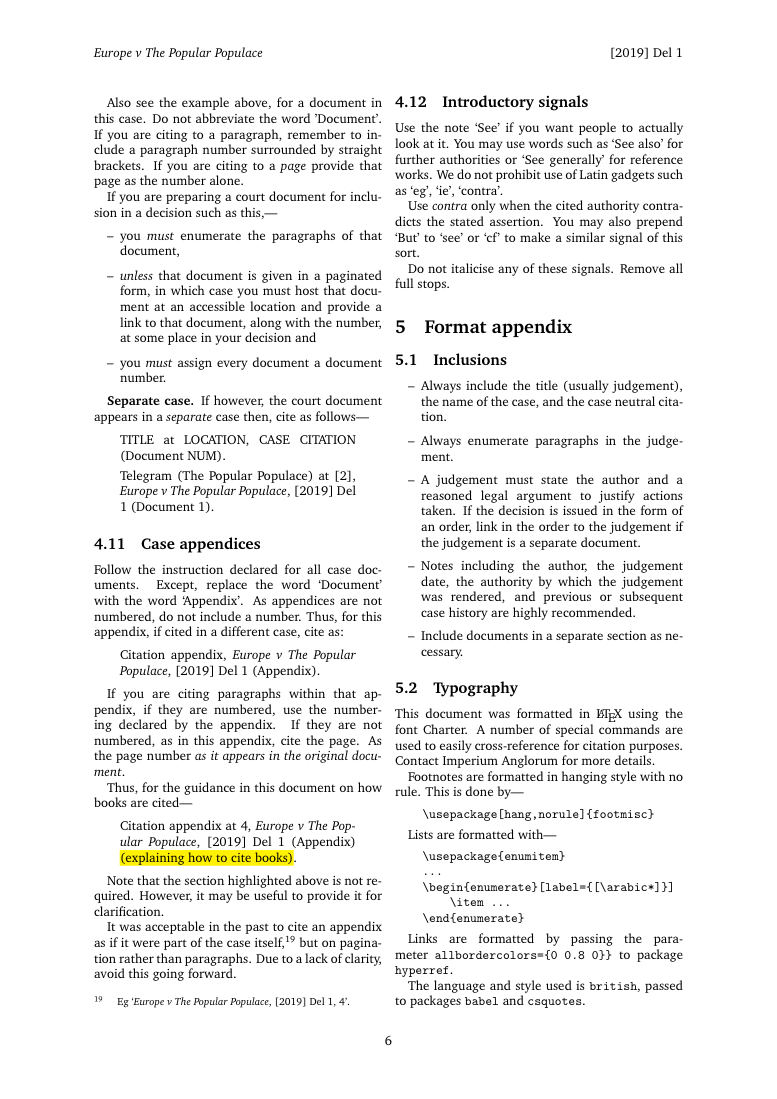 Europe v The Popular Populace
[2019] Del 1
Also see the example above, for a document in
this case. Do not abbreviate the word 'Document'.
If you are citing to a paragraph, remember to in-
clude a paragraph number surrounded by straight
brackets. If you are citing to a page provide that
page as the number alone.
If you are preparing a court document for inclu-
sion in a decision such as this,—
– you must enumerate the paragraphs of that
document,
– unless that document is given in a paginated
form, in which case you must host that docu-
ment at an accessible location and provide a
link to that document, along with the number,
at some place in your decision and
– you must assign every document a document
number.
Separate case. If however, the court document
appears in a separate case then, cite as follows—
TITLE at LOCATION, CASE CITATION
(Document NUM).
Telegram (The Popular Populace) at [2],
Europe v The Popular Populace, [2019] Del
1 (Document 1).
4.11 Case appendices
Follow the instruction declared for all case doc-
uments. Except, replace the word 'Document'
with the word 'Appendix'. As appendices are not
numbered, do not include a number. Thus, for this
appendix, if cited in a different case, cite as:
Citation appendix, Europe v The Popular
Populace, [2019] Del 1 (Appendix).
If you are citing paragraphs within that ap-
pendix, if they are numbered, use the number-
ing declared by the appendix. If they are not
numbered, as in this appendix, cite the page. As
the page number as it appears in the original docu-
ment.
Thus, for the guidance in this document on how
books are cited—
Citation appendix at 4, Europe v The Pop-
ular Populace, [2019] Del 1 (Appendix)
(explaining how to cite books).
Note that the section highlighted above is not re-
quired. However, it may be useful to provide it for
clarification.
It was acceptable in the past to cite an appendix
as if it were part of the case itself,19 but on pagina-
tion rather than paragraphs. Due to a lack of clarity,
avoid this going forward.
19 Eg 'Europe v The Popular Populace, [2019] Del 1, 4'.
4.12 Introductory signals
Use the note 'See' if you want people to actually
look at it. You may use words such as 'See also' for
further authorities or 'See generally' for reference
works. We do not prohibit use of Latin gadgets such
as 'eg', 'ie', 'contra'.
Use contra only when the cited authority contra-
dicts the stated assertion. You may also prepend
'But' to 'see' or 'cf' to make a similar signal of this
sort.
Do not italicise any of these signals. Remove all
full stops.
5 Format appendix
5.1 Inclusions
– Always include the title (usually judgement),
the name of the case, and the case neutral cita-
tion.
– Always enumerate paragraphs in the judge-
ment.
– A judgement must state the author and a
reasoned legal argument to justify actions
taken. If the decision is issued in the form of
an order, link in the order to the judgement if
the judgement is a separate document.
– Notes including the author, the judgement
date, the authority by which the judgement
was rendered, and previous or subsequent
case history are highly recommended.
– Include documents in a separate section as ne-
cessary.
5.2 Typography
This document was formatted in LATEX using the
font Charter. A number of special commands are
used to easily cross-reference for citation purposes.
Contact Imperium Anglorum for more details.
Footnotes are formatted in hanging style with no
rule. This is done by—
\usepackage[hang,norule]{footmisc}
Lists are formatted with—
\usepackage{enumitem}
...
\begin{enumerate}[label={[\arabic*]}]
\item ...
\end{enumerate}
Links are formatted by passing the para-
meter allbordercolors={0 0.8 0}} to package
hyperref.
The language and style used is british, passed
to packages babel and csquotes.
6